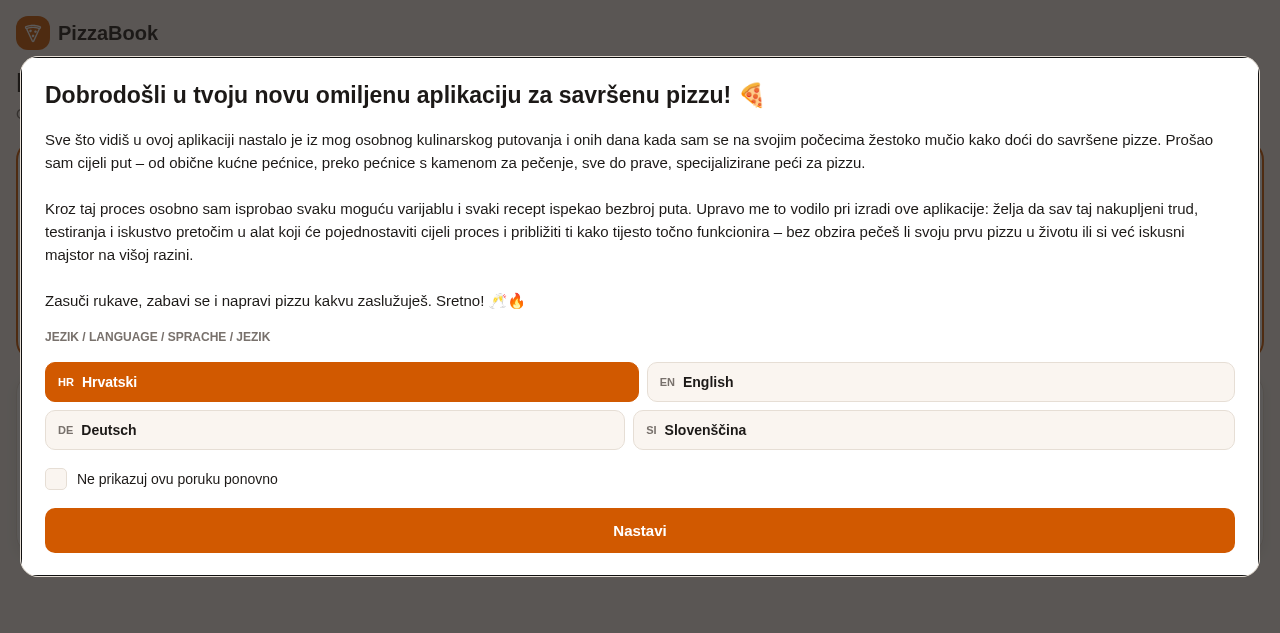 PizzaBook
Dobrodošli u tvoju novu omiljenu aplikaciju za savršenu pizzu! 🍕
Sve što vidiš u ovoj aplikaciji nastalo je iz mog osobnog kulinarskog putovanja i onih dana kada sam se na svojim počecima žestoko mučio kako doći do savršene pizze. Prošao
sam cijeli put – od obične kućne pećnice, preko pećnice s kamenom za pečenje, sve do prave, specijalizirane peći za pizzu.
Kroz taj proces osobno sam isprobao svaku moguću varijablu i svaki recept ispekao bezbroj puta. Upravo me to vodilo pri izradi ove aplikacije: želja da sav taj nakupljeni trud,
testiranja i iskustvo pretočim u alat koji će pojednostaviti cijeli proces i približiti ti kako tijesto točno funkcionira – bez obzira pečeš li svoju prvu pizzu u životu ili si već iskusni
majstor na višoj razini.
Zasuči rukave, zabavi se i napravi pizzu kakvu zaslužuješ. Sretno! 🥂🔥
JEZIK / LANGUAGE / SPRACHE / JEZIK
HR Hrvatski
EN English
DE Deutsch
SI Slovenščina
Ne prikazuj ovu poruku ponovno
Nastavi